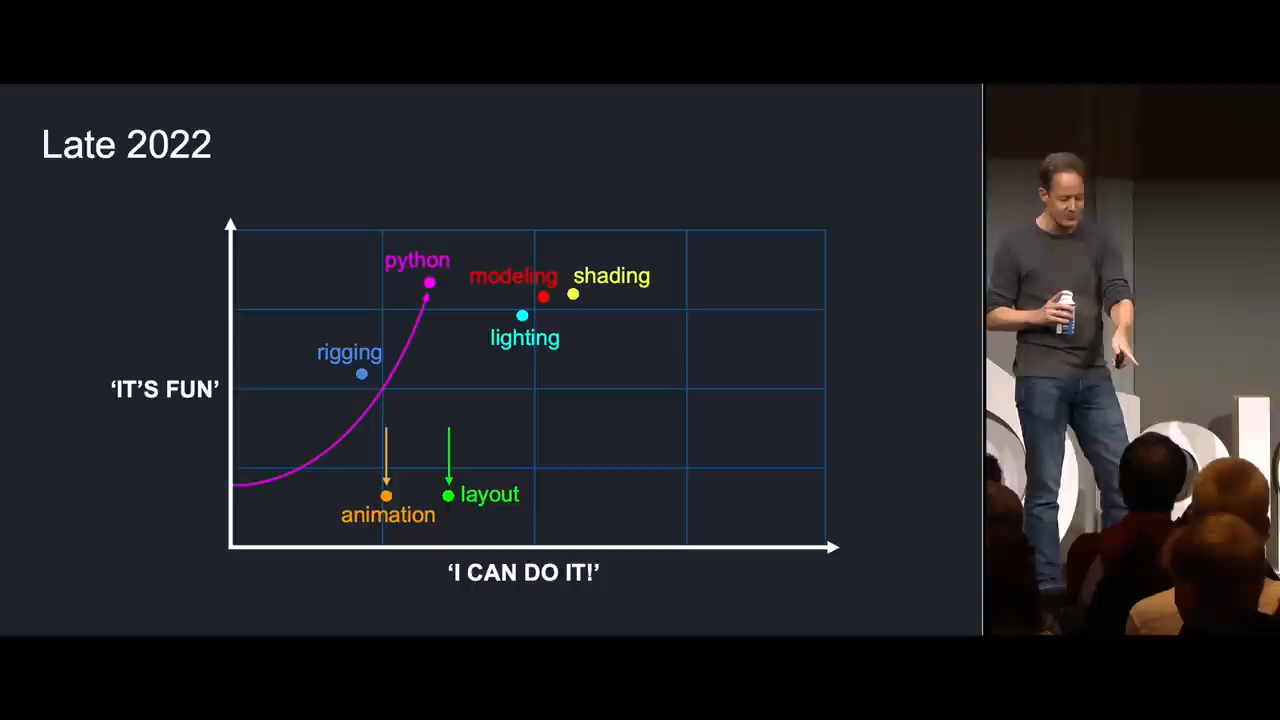 Late 2022
python
modeling
shading
lighting
rigging
‘IT’S FUN’
layout
animation
‘I CAN DO IT!’